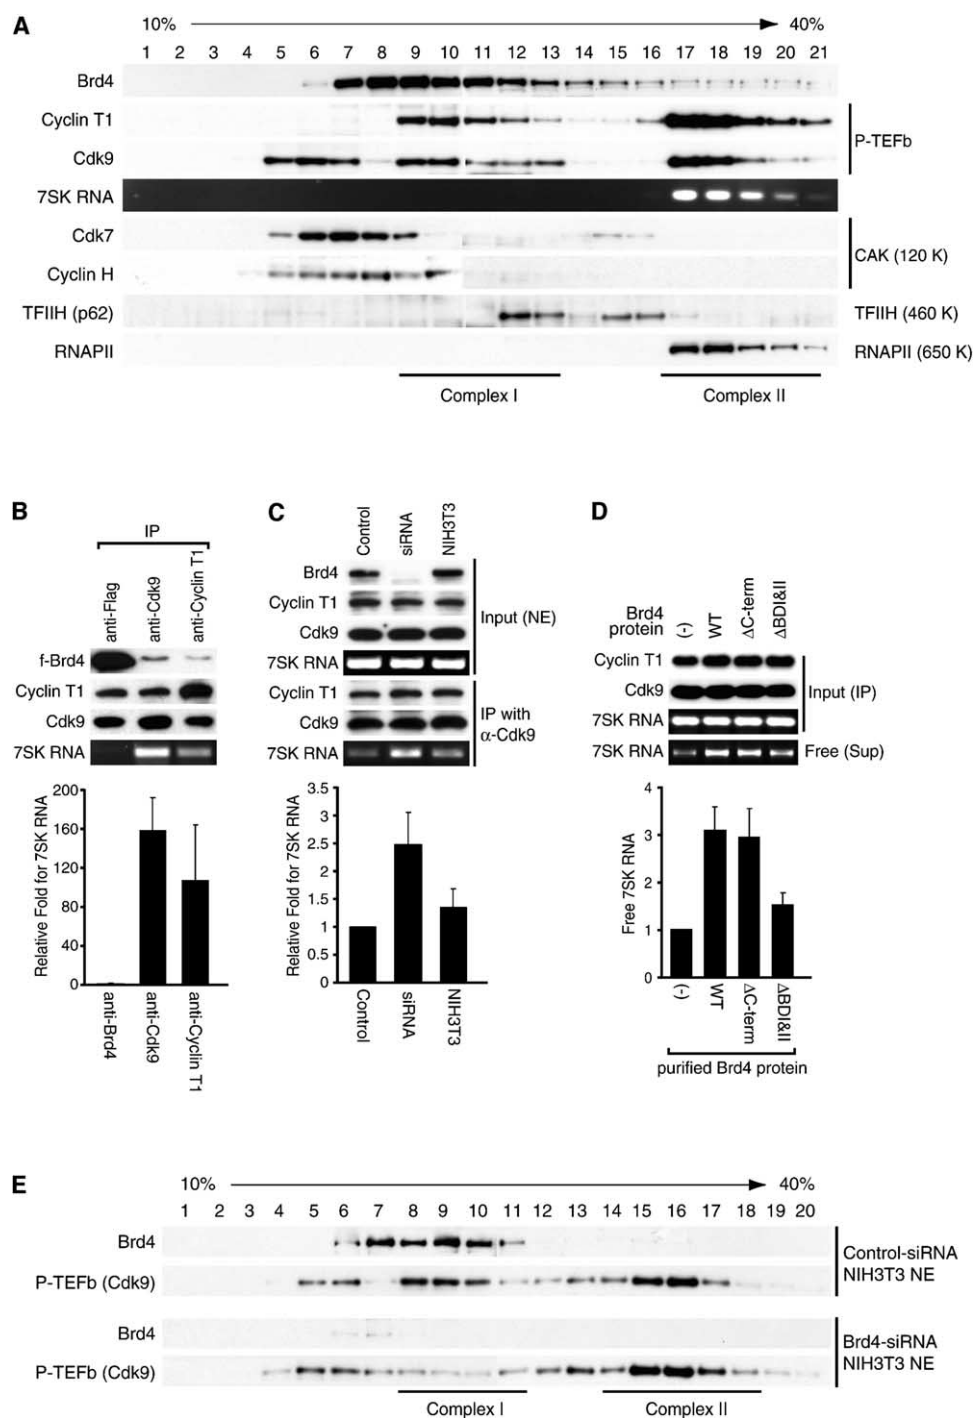 A
10% 40%
1 2 3 4 5 6 7 8 9 10 11 12 13 14 15 16 17 18 19 20 21
Brd4
Cyclin T1
P-TEFb
Cdk9
7SK RNA
Cdk7
CAK (120 K)
Cyclin H
TFIIH (p62) TFIIH (460 K)
RNAPII RNAPII (650 K)
Complex I Complex II
B
IP
anti-Flag anti-Cdk9 anti-Cyclin T1
f-Brd4
Cyclin T1
Cdk9
7SK RNA
Relative Fold for 7SK RNA
200
160
120
80
40
0
anti-Brd4 anti-Cdk9 anti-Cyclin T1
C
Control siRNA NIH3T3
Brd4
Cyclin T1
Input (NE)
Cdk9
7SK RNA
Cyclin T1
IP with
Cdk9
α-Cdk9
7SK RNA
Relative Fold for 7SK RNA
3.5
3
2.5
2
1.5
1
0.5
0
Control siRNA NIH3T3
D
Brd4
protein
(-) WT ΔC-term ΔBDI&II
Cyclin T1
Cdk9 Input (IP)
7SK RNA
7SK RNA Free (Sup)
Free 7SK RNA
4
3
2
1
0
(-) WT ΔC-term ΔBDI&II
purified Brd4 protein
E
10% 40%
1 2 3 4 5 6 7 8 9 10 11 12 13 14 15 16 17 18 19 20
Brd4
Control-siRNA
NIH3T3 NE
P-TEFb (Cdk9)
Brd4
Brd4-siRNA
NIH3T3 NE
P-TEFb (Cdk9)
Complex I Complex II